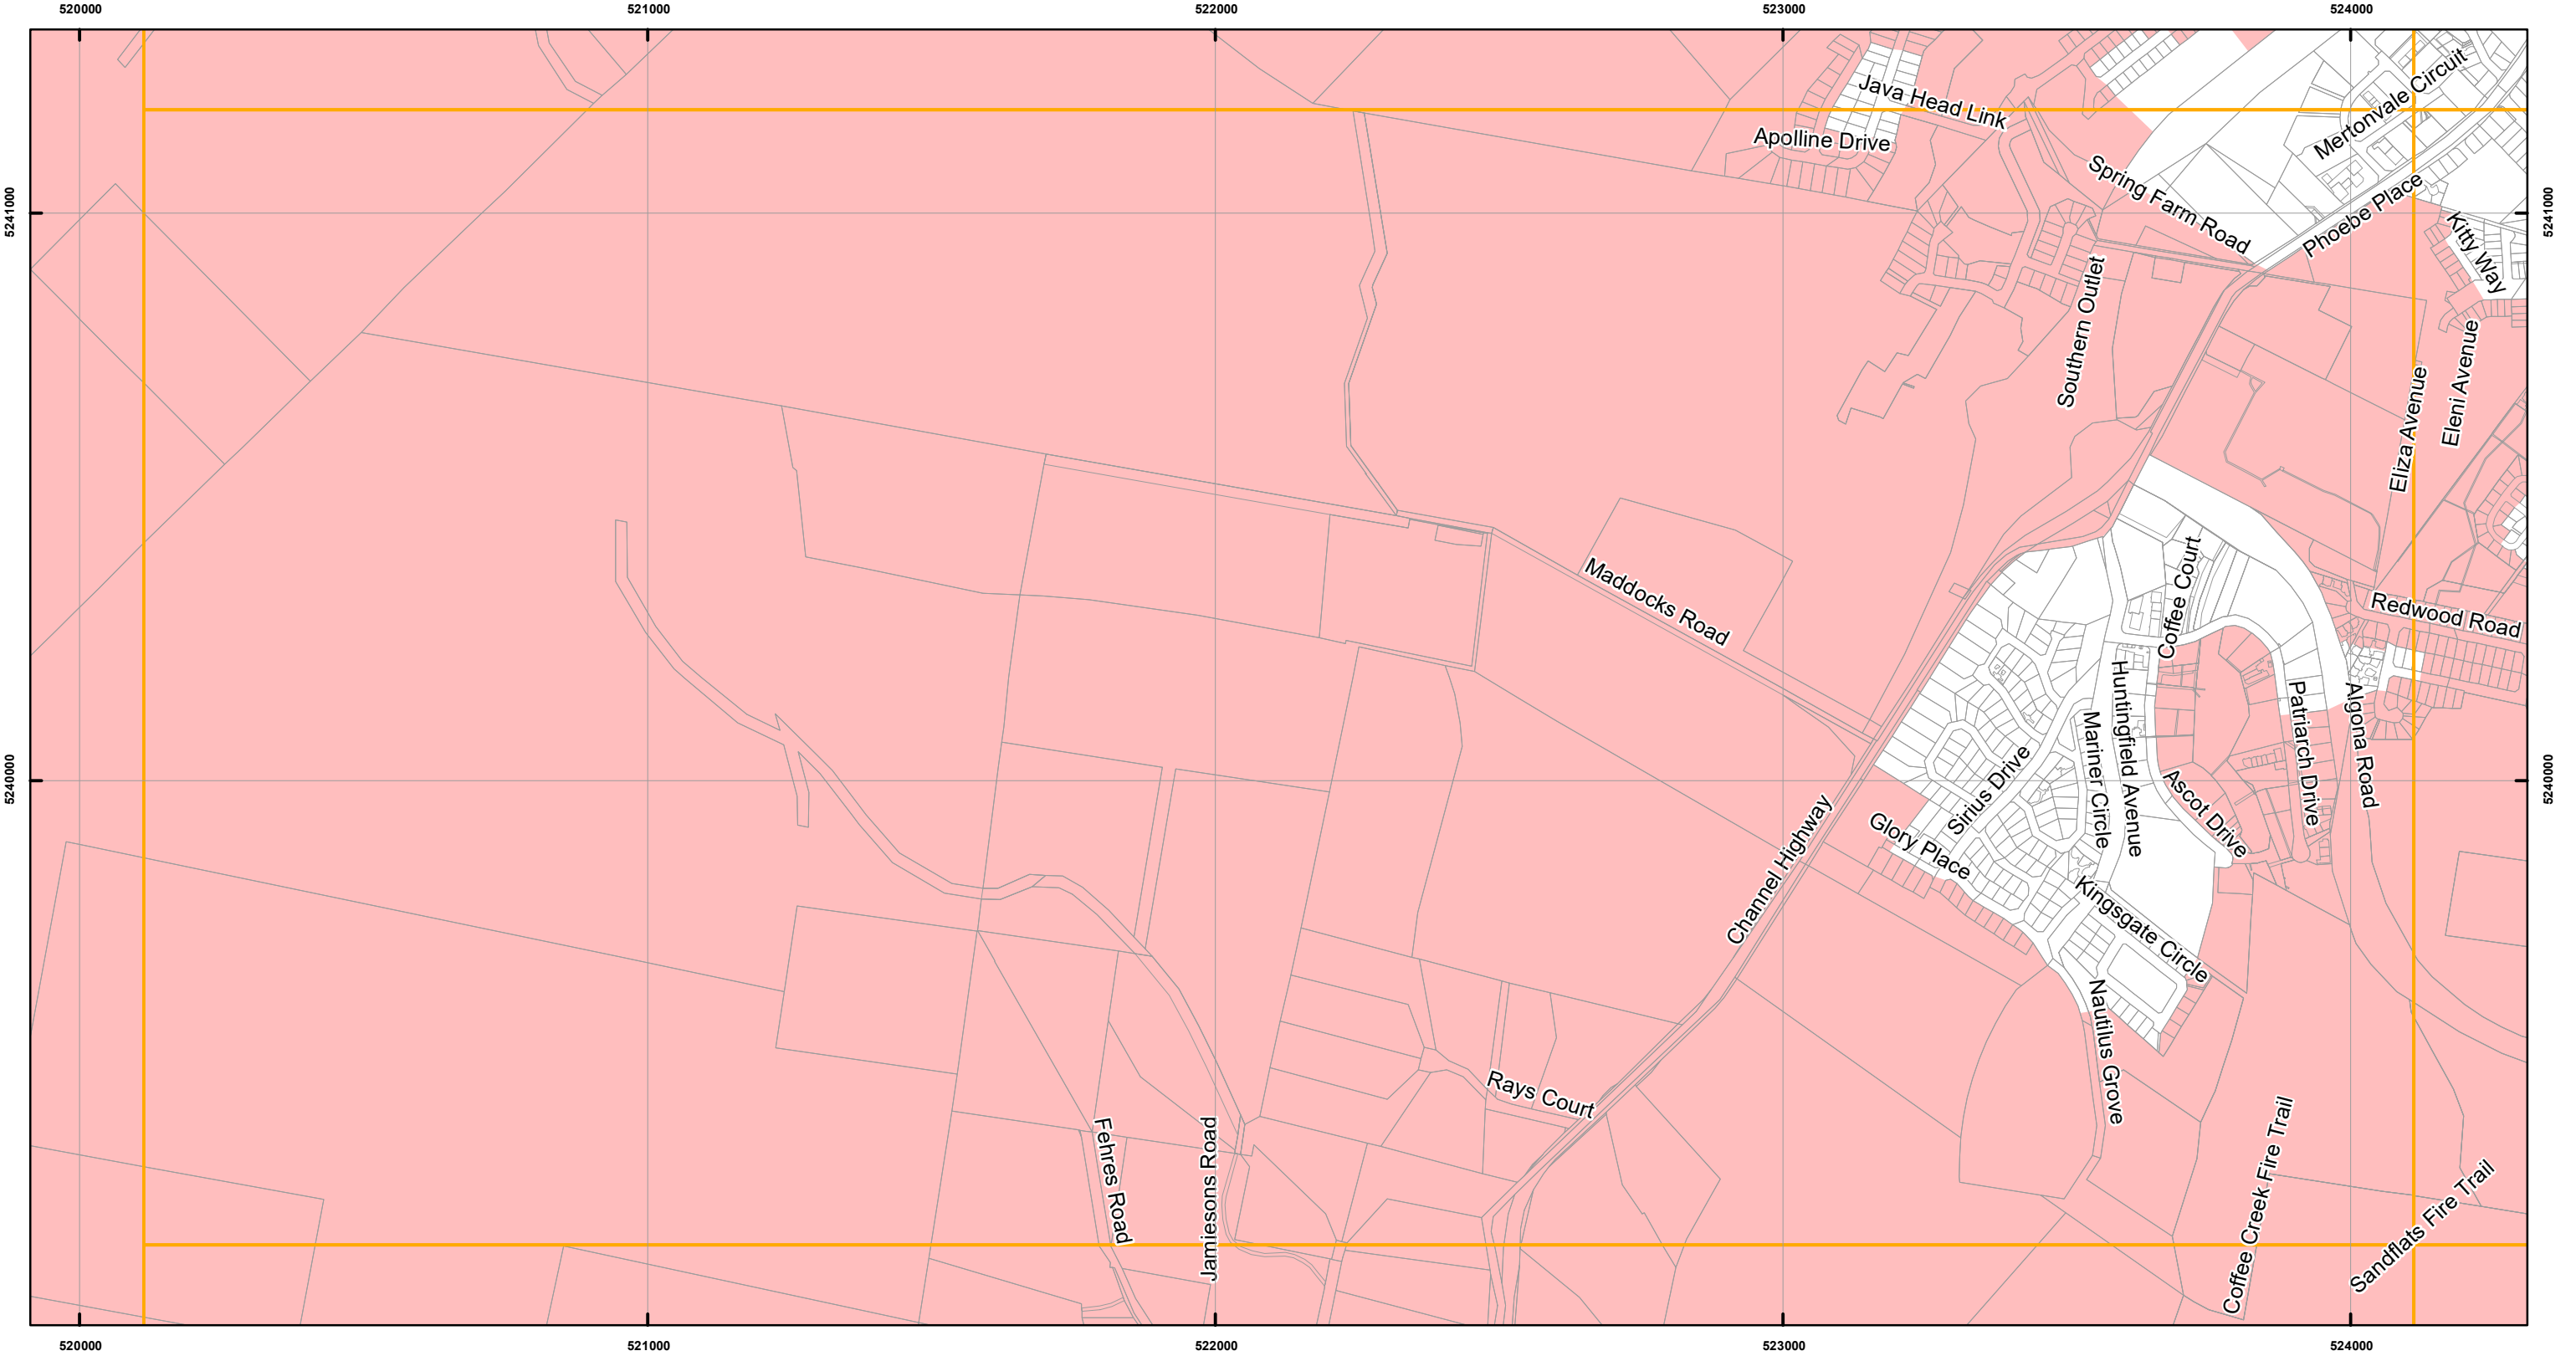 520000
521000
522000
523000
524000
Mertonvale Circuit
Java Head Link
Apolline Drive
Spring Farm Road
Phoebe Place
Kitty Way
5241000
5241000
Southern Outlet
Eleni Avenue
Eliza Avenue
Coffee Court
Maddocks Road
Redwood Road
Huntingfield Avenue
Mariner Circle
Patriarch Drive
Algona Road
Sirius Drive
5240000
5240000
Ascot Drive
Glory Place
Channel Highway
Kingsgate Circle
Nautilus Grove
Rays Court
Fehres Road
Jamiesons Road
Coffee Creek Fire Trail
Sandflats Fire Trail
520000
521000
522000
523000
524000